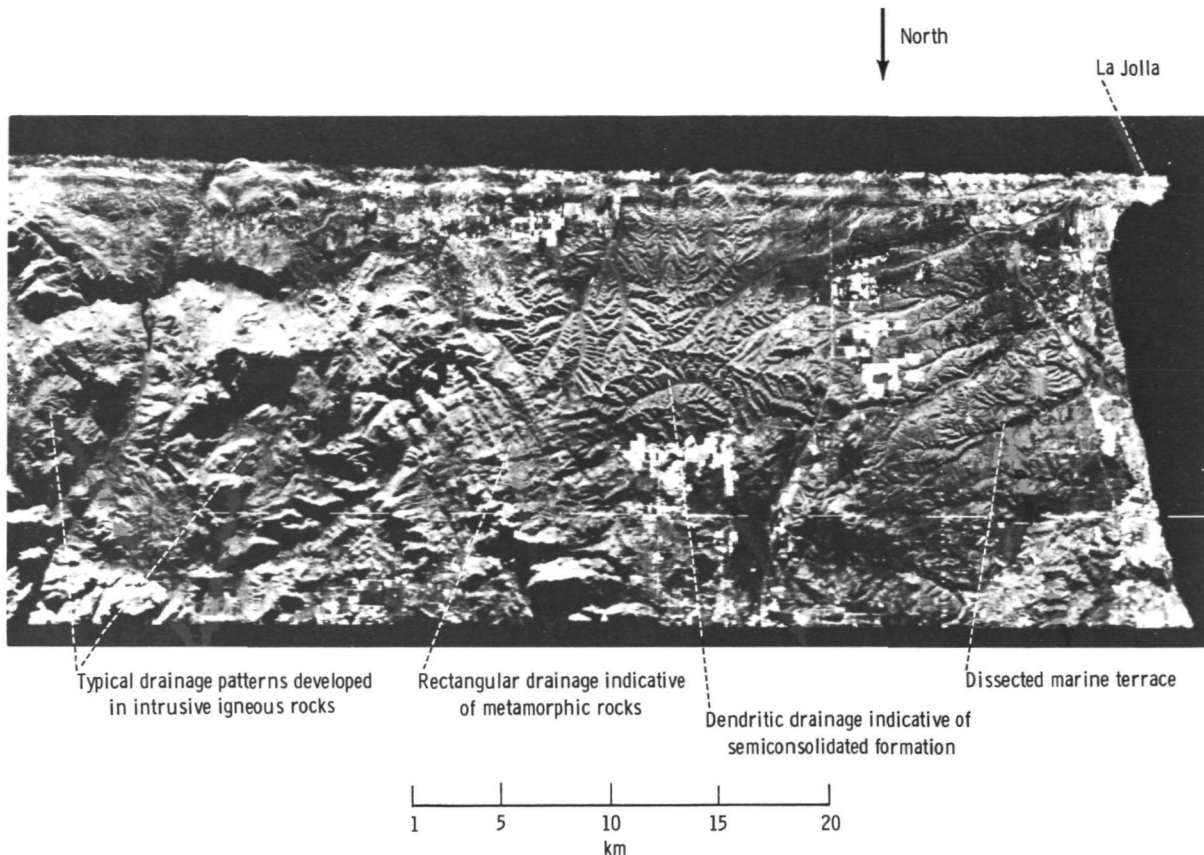 North
La Jolla
Typical drainage patterns developed
in intrusive igneous rocks
Rectangular drainage indicative
of metamorphic rocks
Dendritic drainage indicative of
semiconsolidated formation
Dissected marine terrace
1 5 10 15 20
km